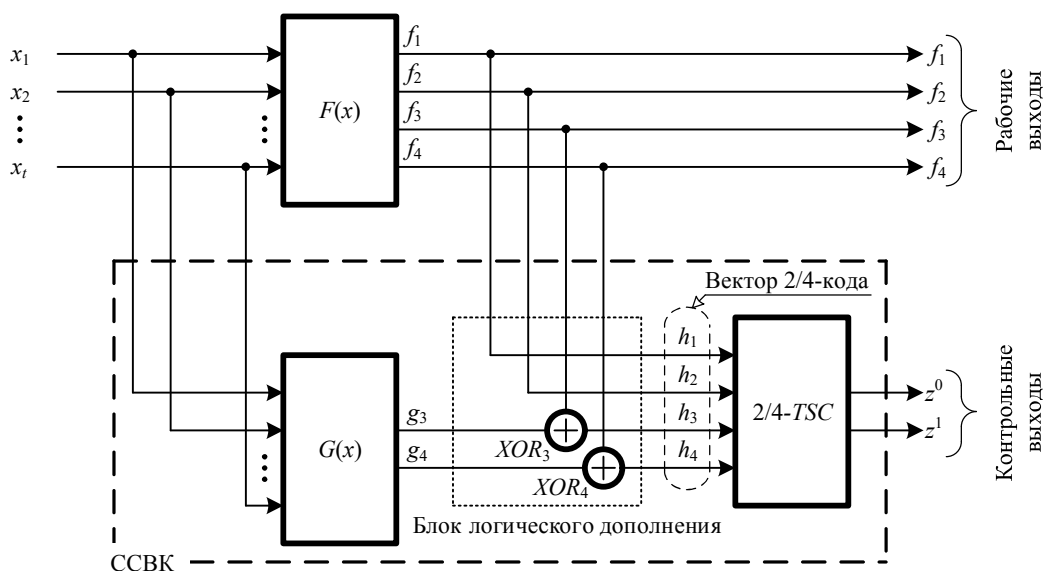 x₁
x₂
⋮
xₜ
F(x)
⋮
f₁
f₂
f₃
f₄
f₁
f₂
f₃
f₄
Рабочие
выходы
Вектор 2/4-кода
G(x)
⋮
g₃
g₄
XOR₃
XOR₄
h₁
h₂
h₃
h₄
2/4-TSC
z⁰
z¹
Контрольные
выходы
Блок логического дополнения
ССВК